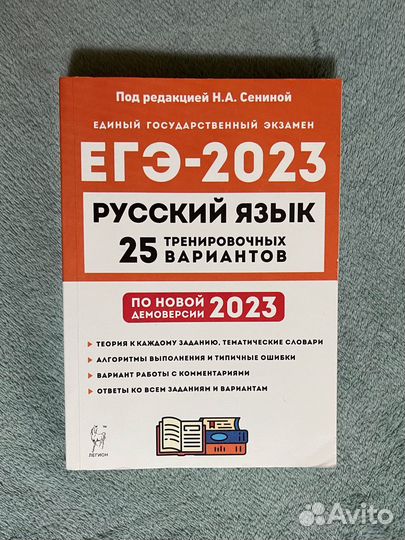 Под редакцией Н.А. Сениной
ЕДИНЫЙ ГОСУДАРСТВЕННЫЙ ЭКЗАМЕН
ЕГЭ-2023
РУССКИЙ ЯЗЫК
25 ТРЕНИРОВОЧНЫХ
ВАРИАНТОВ
ПО НОВОЙ
ДЕМОВЕРСИИ 2023
ТЕОРИЯ К КАЖДОМУ ЗАДАНИЮ, ТЕМАТИЧЕСКИЕ СЛОВАРИ
АЛГОРИТМЫ ВЫПОЛНЕНИЯ И ТИПИЧНЫЕ ОШИБКИ
ВАРИАНТ РАБОТЫ С КОММЕНТАРИЯМИ
ОТВЕТЫ КО ВСЕМ ЗАДАНИЯМ И ВАРИАНТАМ
ЛЕГИОН
Avito